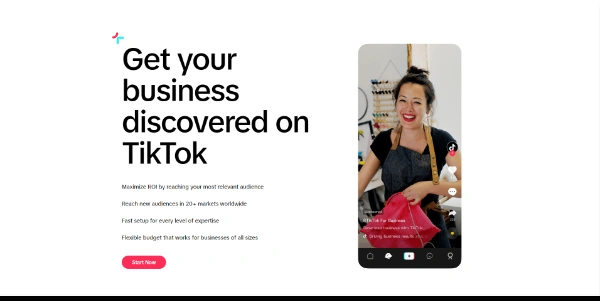 Get your
business
discovered on
TikTok
Maximize ROI by reaching your most relevant audience
Reach new audiences in 20+ markets worldwide
Fast setup for every level of expertise
Flexible budget that works for businesses of all sizes
Start Now
TikTok For Business